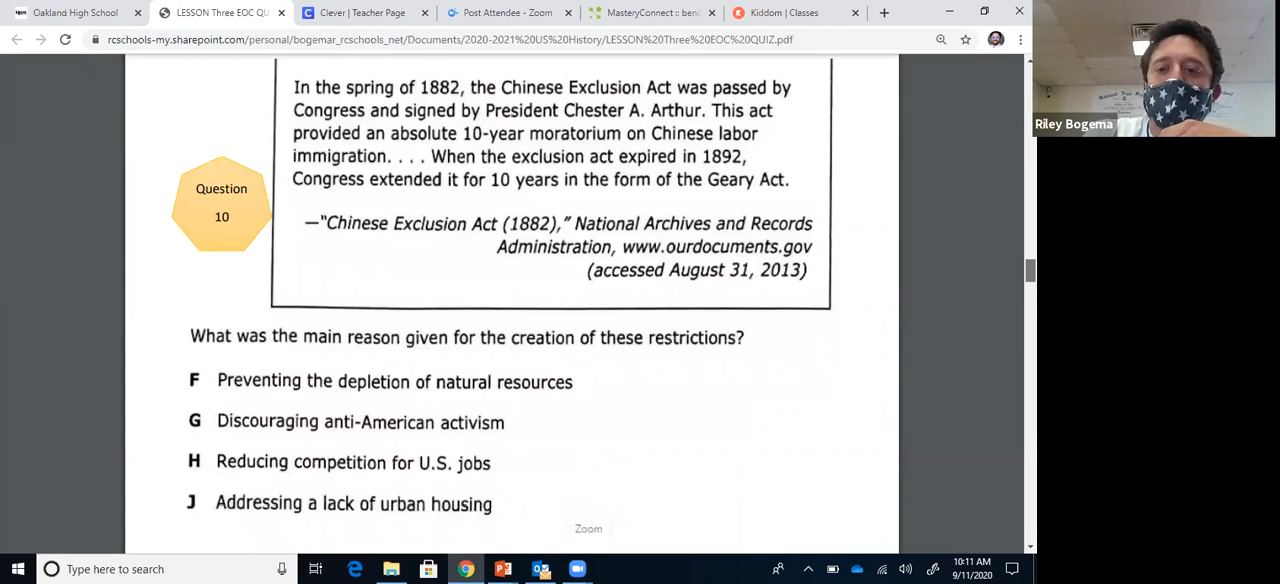 Oakland High School
LESSON Three EOC QU
Clever | Teacher Page
Post Attendee - Zoom
MasteryConnect :: benc
Kiddom | Classes
rcschools-my.sharepoint.com/personal/bogemar_rcschools_net/Documents/2020-2021%20US%20History/LESSON%20Three%20EOC%20QUIZ.pdf
In the spring of 1882, the Chinese Exclusion Act was passed by
Congress and signed by President Chester A. Arthur. This act
provided an absolute 10-year moratorium on Chinese labor
immigration. . . . When the exclusion act expired in 1892,
Congress extended it for 10 years in the form of the Geary Act.
—"Chinese Exclusion Act (1882)," National Archives and Records
Administration, www.ourdocuments.gov
(accessed August 31, 2013)
Question
10
What was the main reason given for the creation of these restrictions?
F Preventing the depletion of natural resources
G Discouraging anti-American activism
H Reducing competition for U.S. jobs
J Addressing a lack of urban housing
Zoom
Riley Bogema
Type here to search
10:11 AM
9/11/2020